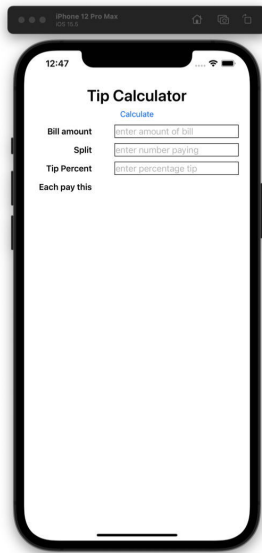 iPhone 12 Pro Max
iOS 15.5
12:47
Tip Calculator
Calculate
Bill amount enter amount of bill
Split enter number paying
Tip Percent enter percentage tip
Each pay this